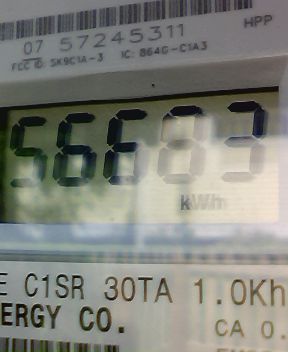 07 57245311 HPP
FCC ID: SK9C1A-3 IC: 864G-C1A3
56683
kWh
E C1SR 30TA 1.0Kh
ERGY CO.
CA 0.